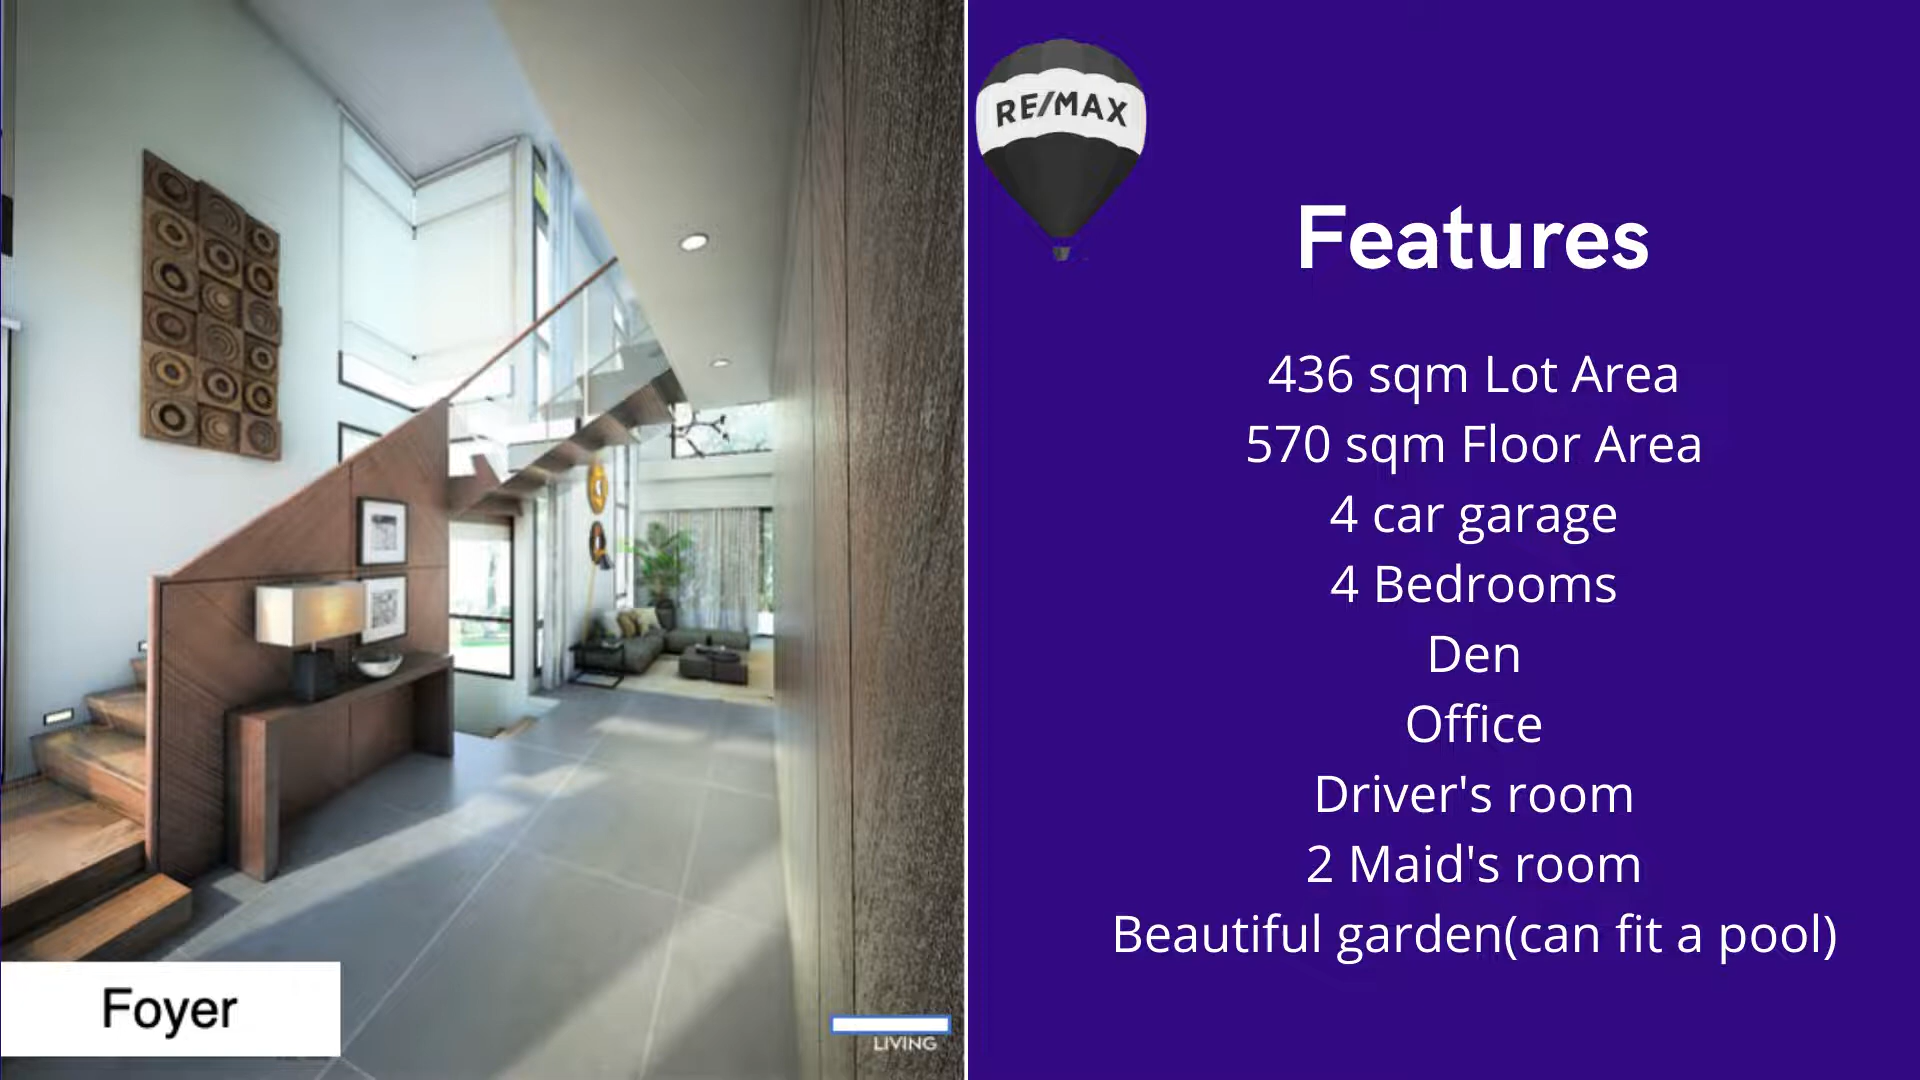 Foyer
LIVING
RE/MAX
Features
436 sqm Lot Area
570 sqm Floor Area
4 car garage
4 Bedrooms
Den
Office
Driver's room
2 Maid's room
Beautiful garden(can fit a pool)